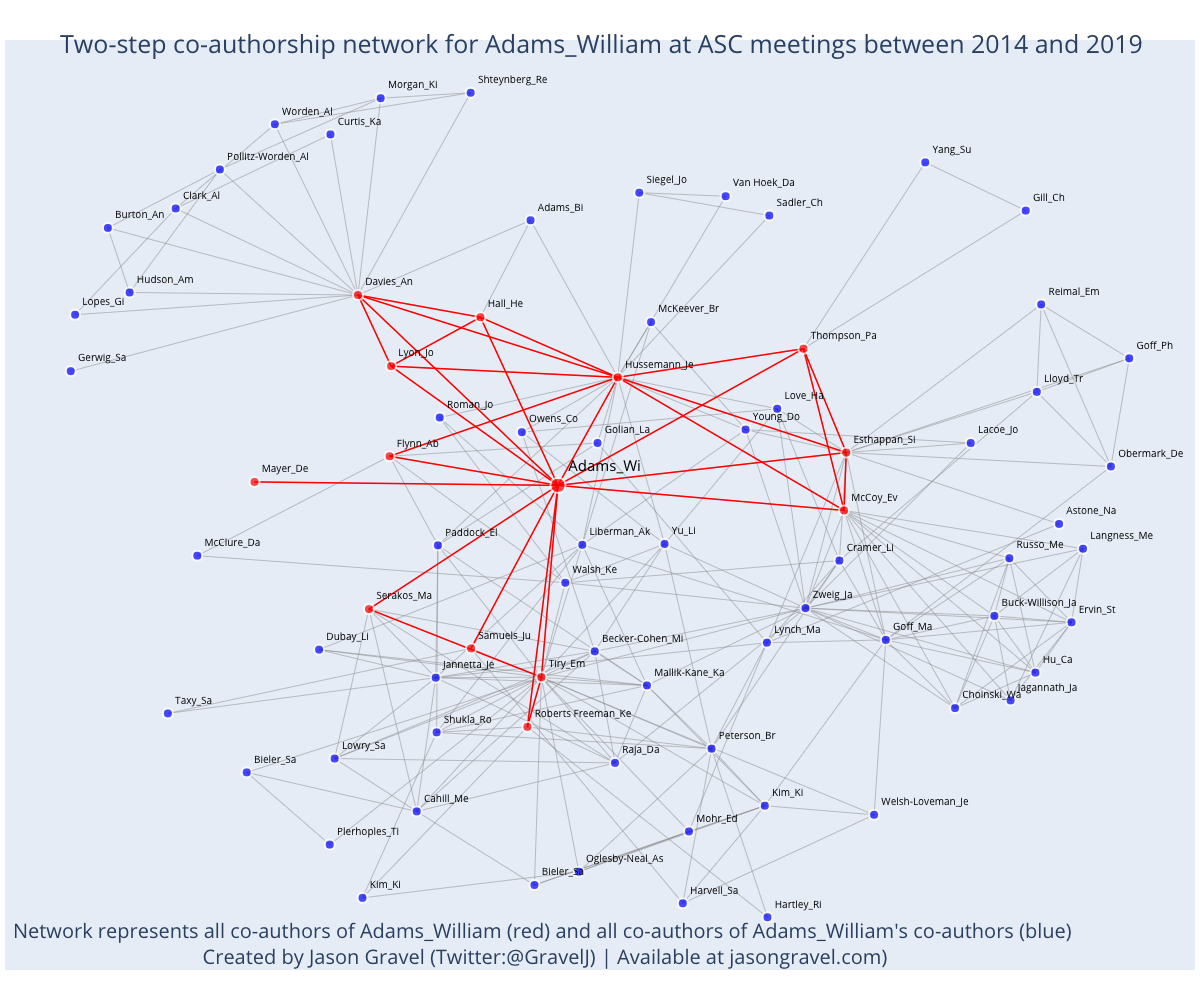 Two-step co-authorship network for Adams_William at ASC meetings between 2014 and 2019
Shteynberg_Re
Morgan_Ki
Worden_Al
Curtis_Ka
Yang_Su
Pollitz-Worden_Al
Siegel_Jo
Van Hoek_Da
Clark_Al
Gill_Ch
Sadler_Ch
Adams_Bi
Burton_An
Hudson_Am
Davies_An
Reimal_Em
Lopes_Gi
Hall_He
McKeever_Br
Thompson_Pa
Goff_Ph
Gerwig_Sa
Lyon_Jo
Hussemann_Je
Lloyd_Tr
Love_Ha
Roman_Jo
Owens_Co
Young_Do
Golian_La
Lacoe_Jo
Flynn_Ab
Esthappan_Si
Obermark_De
Mayer_De
Adams_Wi
McCoy_Ev
Astone_Na
Paddock_El
Liberman_Ak
Yu_Li
McClure_Da
Cramer_Li
Russo_Me
Langness_Me
Walsh_Ke
Serakos_Ma
Zweig_Ja
Buck-Willison_Ja
Ervin_St
Dubay_Li
Samuels_Ju
Becker-Cohen_Mi
Lynch_Ma
Goff_Ma
Jannetta_Je
Tiry_Em
Mallik-Kane_Ka
Hu_Ca
Taxy_Sa
Choinski_Wa
Jagannath_Ja
Shukla_Ro
Roberts Freeman_Ke
Lowry_Sa
Peterson_Br
Bieler_Sa
Raja_Da
Cahill_Me
Kim_Ki
Welsh-Loveman_Je
Plerhoples_Ti
Mohr_Ed
Kim_Ki
Bieler_Sa
Oglesby-Neal_As
Harvell_Sa
Hartley_Ri
Network represents all co-authors of Adams_William (red) and all co-authors of Adams_William's co-authors (blue)
Created by Jason Gravel (Twitter:@GravelJ) | Available at jasongravel.com)